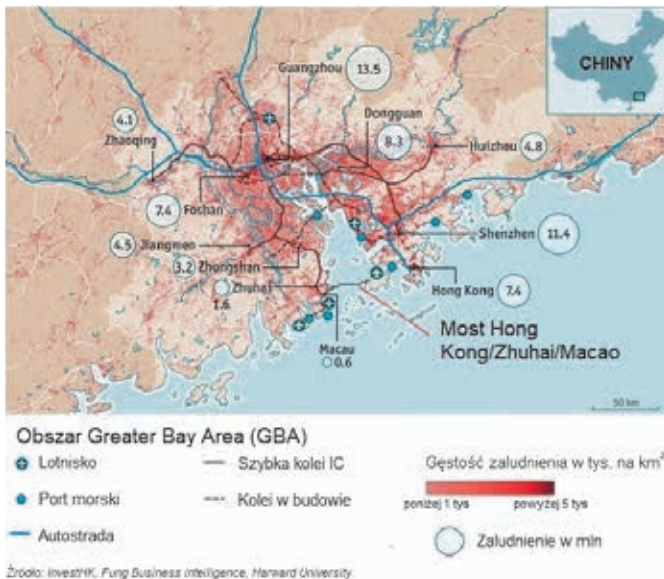 CHINY
Guangzhou 13.5
Dongguan
8.3
Huizhou 4.8
4.1
Zhaoqing
7.4 Foshan
4.5 Jiangmen
3.2 Zhongshan
Zhuhai
1.6
Shenzhen 11.4
Hong Kong 7.4
Macau
0.6
Most Hong
Kong/Zhuhai/Macao
50 km
Obszar Greater Bay Area (GBA)
Lotnisko
Szybka kolei IC
Gęstość zaludnienia w tys. na km²
Port morski
Kolei w budowie
poniżej 1 tys
powyżej 5 tys
Autostrada
Zaludnienie w mln
Źródło: InvestHK, Fung Business Intelligence, Harward University